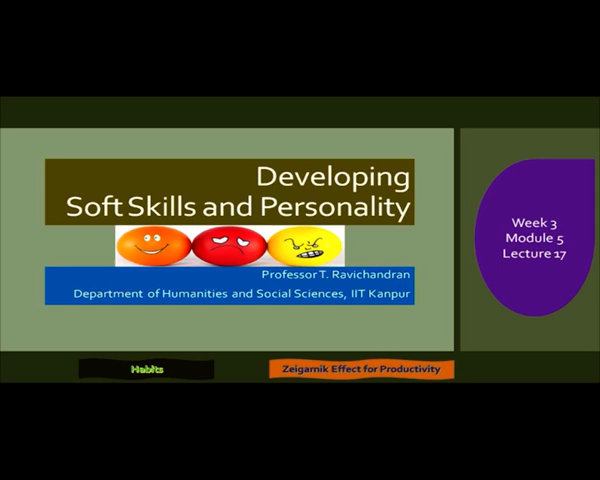 Developing
Soft Skills and Personality
Professor T. Ravichandran
Department of Humanities and Social Sciences, IIT Kanpur
Week 3
Module 5
Lecture 17
Habits
Zeigarnik Effect for Productivity